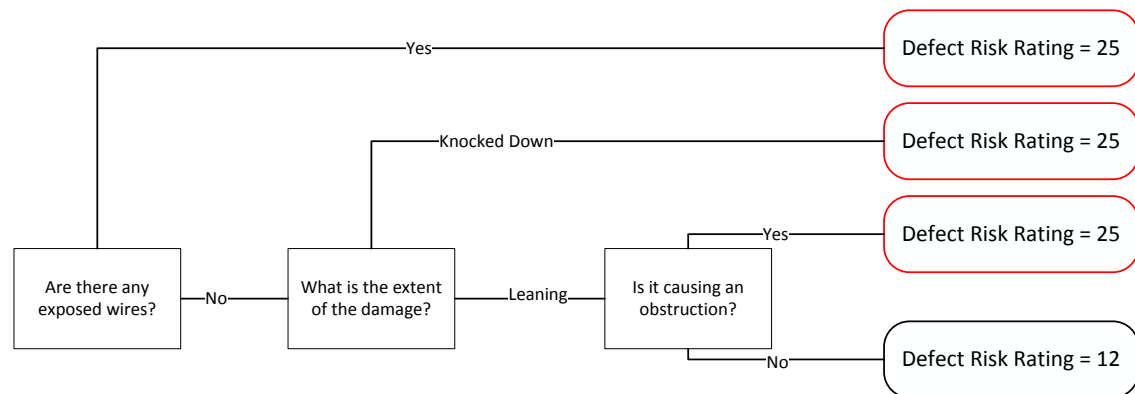 Yes
Defect Risk Rating = 25
Knocked Down
Defect Risk Rating = 25
Yes
Defect Risk Rating = 25
Are there any
exposed wires?
No
What is the extent
of the damage?
Leaning
Is it causing an
obstruction?
No
Defect Risk Rating = 12